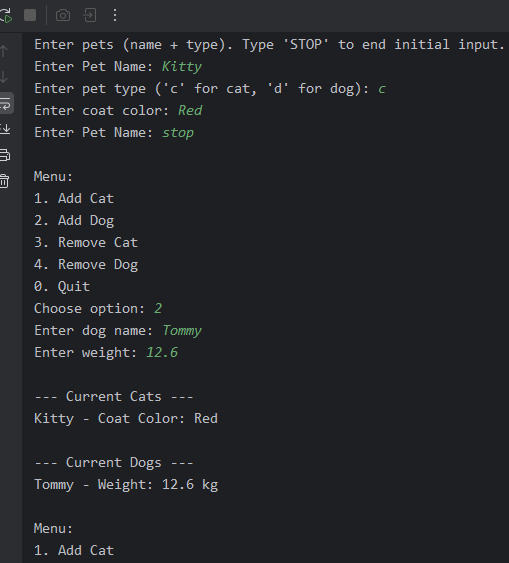 Enter pets (name + type). Type 'STOP' to end initial input.
Enter Pet Name: Kitty
Enter pet type ('c' for cat, 'd' for dog): c
Enter coat color: Red
Enter Pet Name: stop
Menu:
1. Add Cat
2. Add Dog
3. Remove Cat
4. Remove Dog
0. Quit
Choose option: 2
Enter dog name: Tommy
Enter weight: 12.6
--- Current Cats ---
Kitty - Coat Color: Red
--- Current Dogs ---
Tommy - Weight: 12.6 kg
Menu:
1. Add Cat